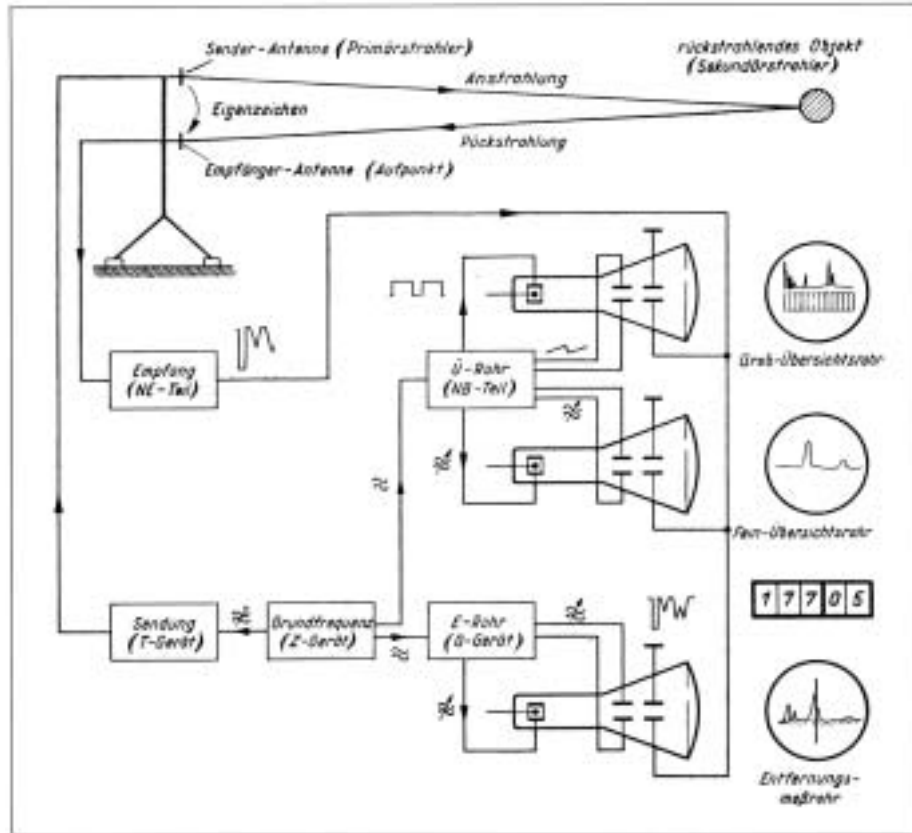 Sender-Antenne (Primärstrahler)
rückstrahlendes Objekt
(Sekundärstrahler)
Anstrahlung
Eigenzeichen
Rückstrahlung
Empfänger-Antenne (Aufpunkt)
Empfang
(NE-Teil)
Ü-Rohr
(NB-Teil)
Grob-Übersichtsrohr
Fein-Übersichtsrohr
17705
Sendung
(T-Gerät)
Grundfrequenz
(Z-Gerät)
E-Rohr
(O-Gerät)
Entfernungs-
meßrohr